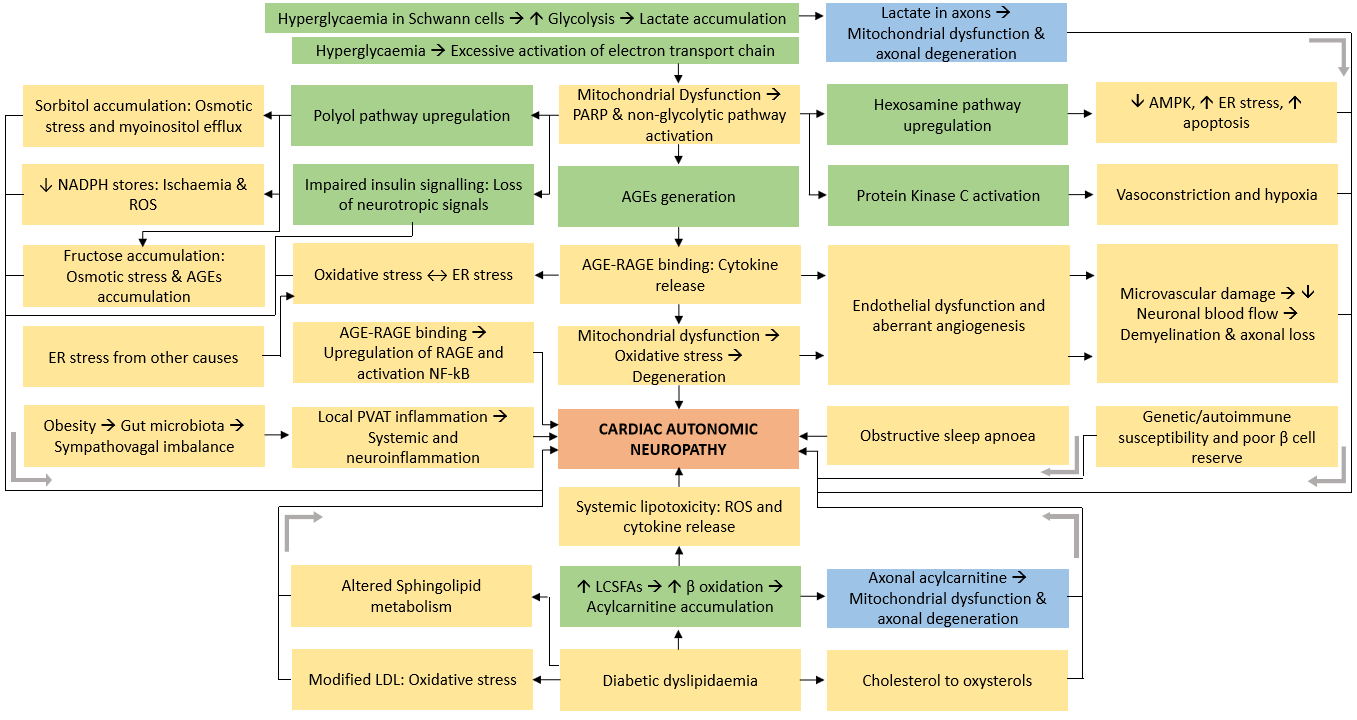 Hyperglycaemia in Schwann cells → ↑ Glycolysis → Lactate accumulation
Lactate in axons →
Mitochondrial dysfunction &
axonal degeneration
Hyperglycaemia → Excessive activation of electron transport chain
Sorbitol accumulation: Osmotic
stress and myoinositol efflux
Polyol pathway upregulation
Mitochondrial Dysfunction →
PARP & non-glycolytic pathway
activation
Hexosamine pathway
upregulation
↓ AMPK, ↑ ER stress, ↑
apoptosis
↓ NADPH stores: Ischaemia &
ROS
Impaired insulin signalling: Loss
of neurotropic signals
AGEs generation
Protein Kinase C activation
Vasoconstriction and hypoxia
Fructose accumulation:
Osmotic stress & AGEs
accumulation
Oxidative stress ↔ ER stress
AGE-RAGE binding: Cytokine
release
Endothelial dysfunction and
aberrant angiogenesis
Microvascular damage → ↓
Neuronal blood flow →
Demyelination & axonal loss
ER stress from other causes
AGE-RAGE binding →
Upregulation of RAGE and
activation NF-kB
Mitochondrial dysfunction →
Oxidative stress →
Degeneration
Obesity → Gut microbiota →
Sympathovagal imbalance
Local PVAT inflammation →
Systemic and
neuroinflammation
CARDIAC AUTONOMIC
NEUROPATHY
Obstructive sleep apnoea
Genetic/autoimmune
susceptibility and poor β cell
reserve
Systemic lipotoxicity: ROS and
cytokine release
Altered Sphingolipid
metabolism
↑ LCSFAs → ↑ β oxidation →
Acylcarnitine accumulation
Axonal acylcarnitine →
Mitochondrial dysfunction &
axonal degeneration
Modified LDL: Oxidative stress
Diabetic dyslipidaemia
Cholesterol to oxysterols